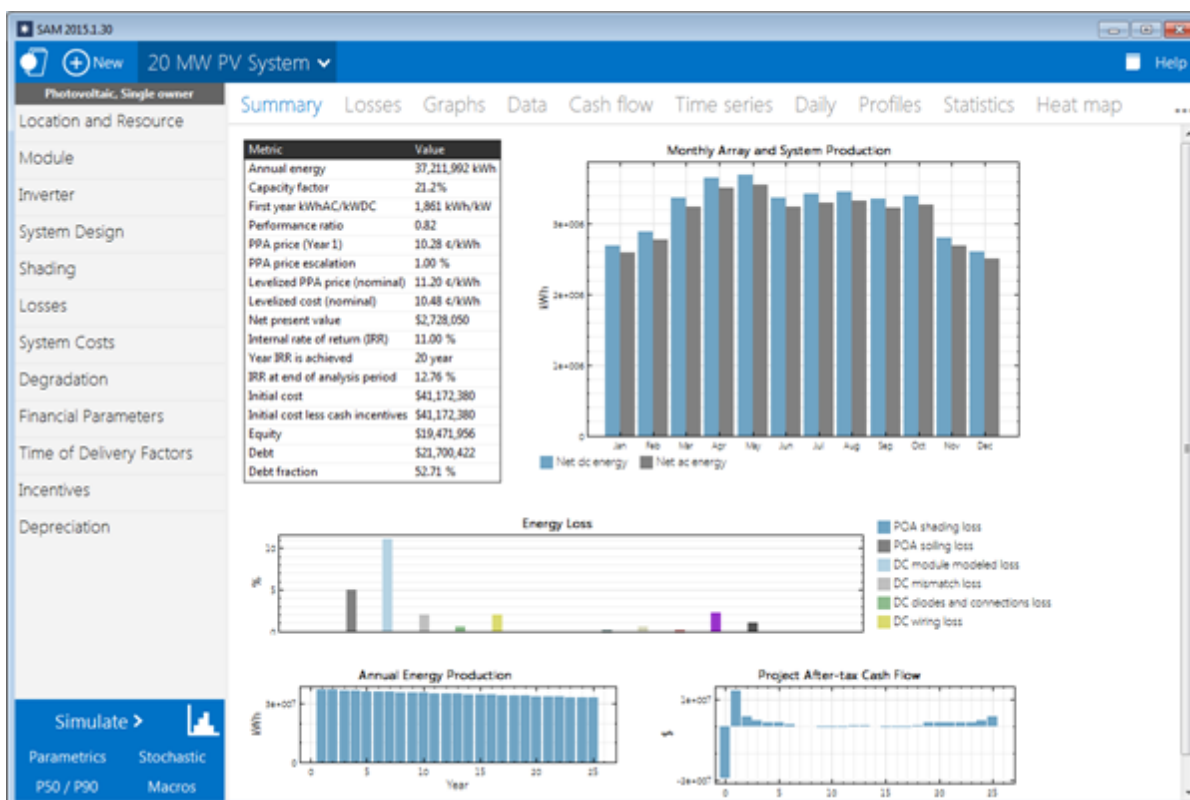 SAM 2015.1.30
New
20 MW PV System
Help
Photovoltaic, Single owner
Summary Losses Graphs Data Cash flow Time series Daily Profiles Statistics Heat map ...
Location and Resource
Module
Inverter
System Design
Shading
Losses
System Costs
Degradation
Financial Parameters
Time of Delivery Factors
Incentives
Depreciation
Simulate >
Parametrics Stochastic
P50 / P90 Macros
Metric Value
Annual energy 37,211,992 kWh
Capacity factor 21.2%
First year kWhAC/kWDC 1,861 kWh/kW
Performance ratio 0.82
PPA price (Year 1) 10.28 ¢/kWh
PPA price escalation 1.00 %
Levelized PPA price (nominal) 11.20 ¢/kWh
Levelized cost (nominal) 10.48 ¢/kWh
Net present value $2,728,050
Internal rate of return (IRR) 11.00 %
Year IRR is achieved 20 year
IRR at end of analysis period 12.76 %
Initial cost $41,172,380
Initial cost less cash incentives $41,172,380
Equity $19,471,956
Debt $21,700,422
Debt fraction 52.71 %
Monthly Array and System Production
kWh
3e+006
2e+006
1e+006
0
Jan Feb Mar Apr May Jun Jul Aug Sep Oct Nov Dec
Net dc energy Net ac energy
Energy Loss
%
10
5
0
POA shading loss
POA soiling loss
DC module modeled loss
DC mismatch loss
DC diodes and connections loss
DC wiring loss
Annual Energy Production
kWh
3e+007
0
0 5 10 15 20 25
Year
Project After-tax Cash Flow
$
-2e+007
0 5 10 15 20 25